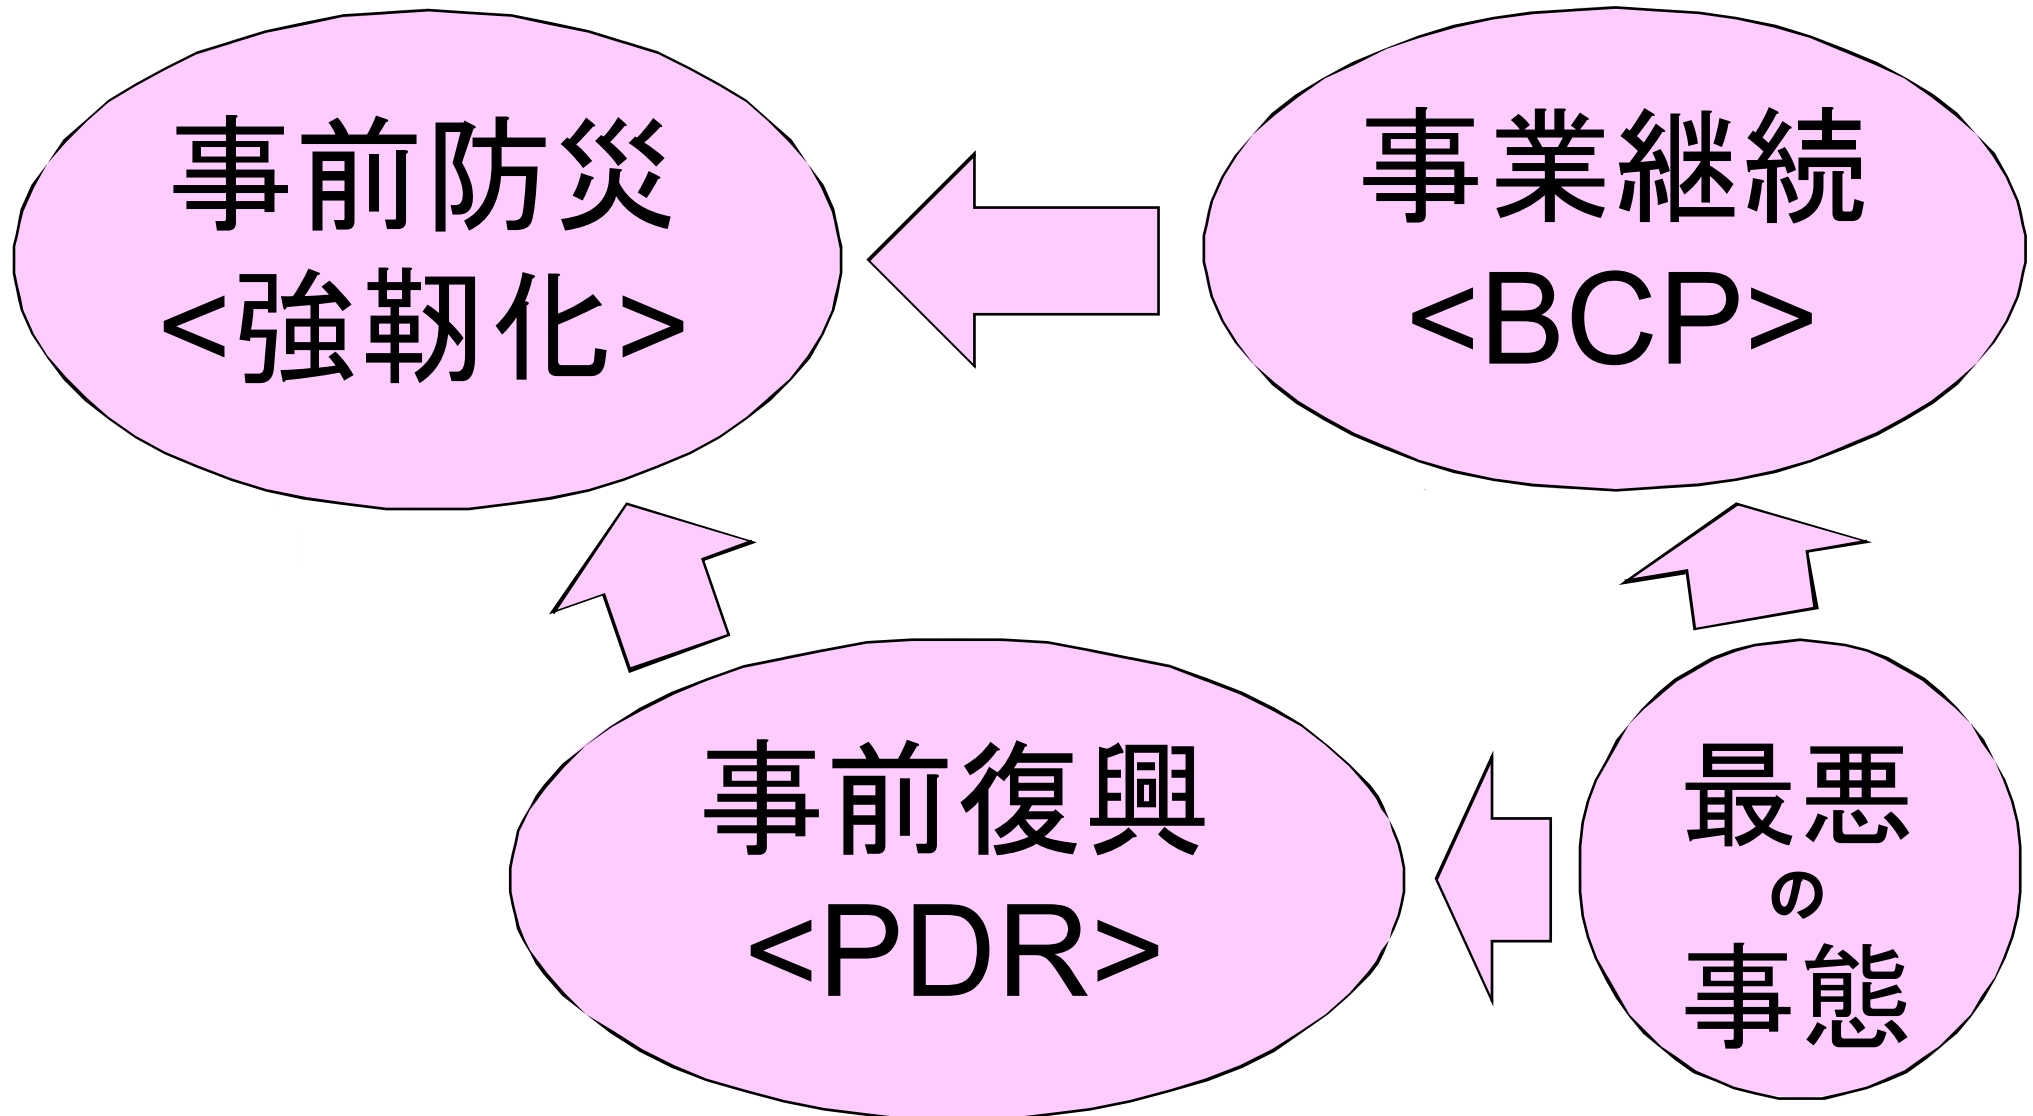 事前防災
<強靭化>
事業継続
<BCP>
事前復興
<PDR>
最悪
の
事態